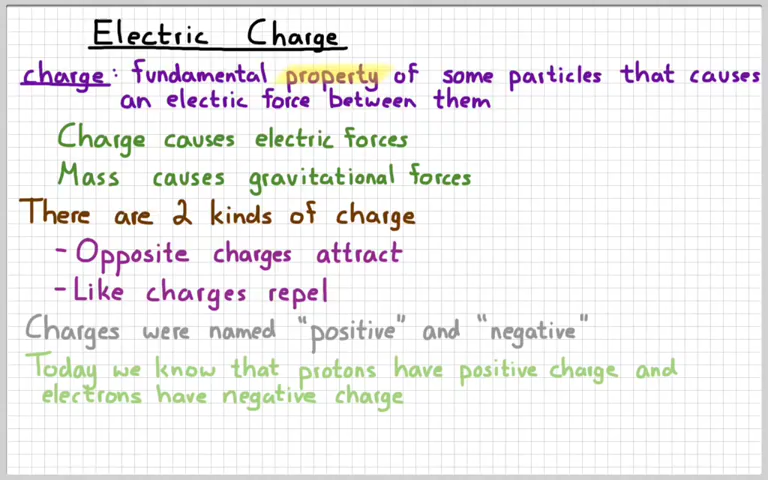 Electric Charge
charge: fundamental property of some particles that causes
an electric force between them
Charge causes electric forces
Mass causes gravitational forces
There are 2 kinds of charge
- Opposite charges attract
- Like charges repel
Charges were named "positive" and "negative"
Today we know that protons have positive charge and
electrons have negative charge